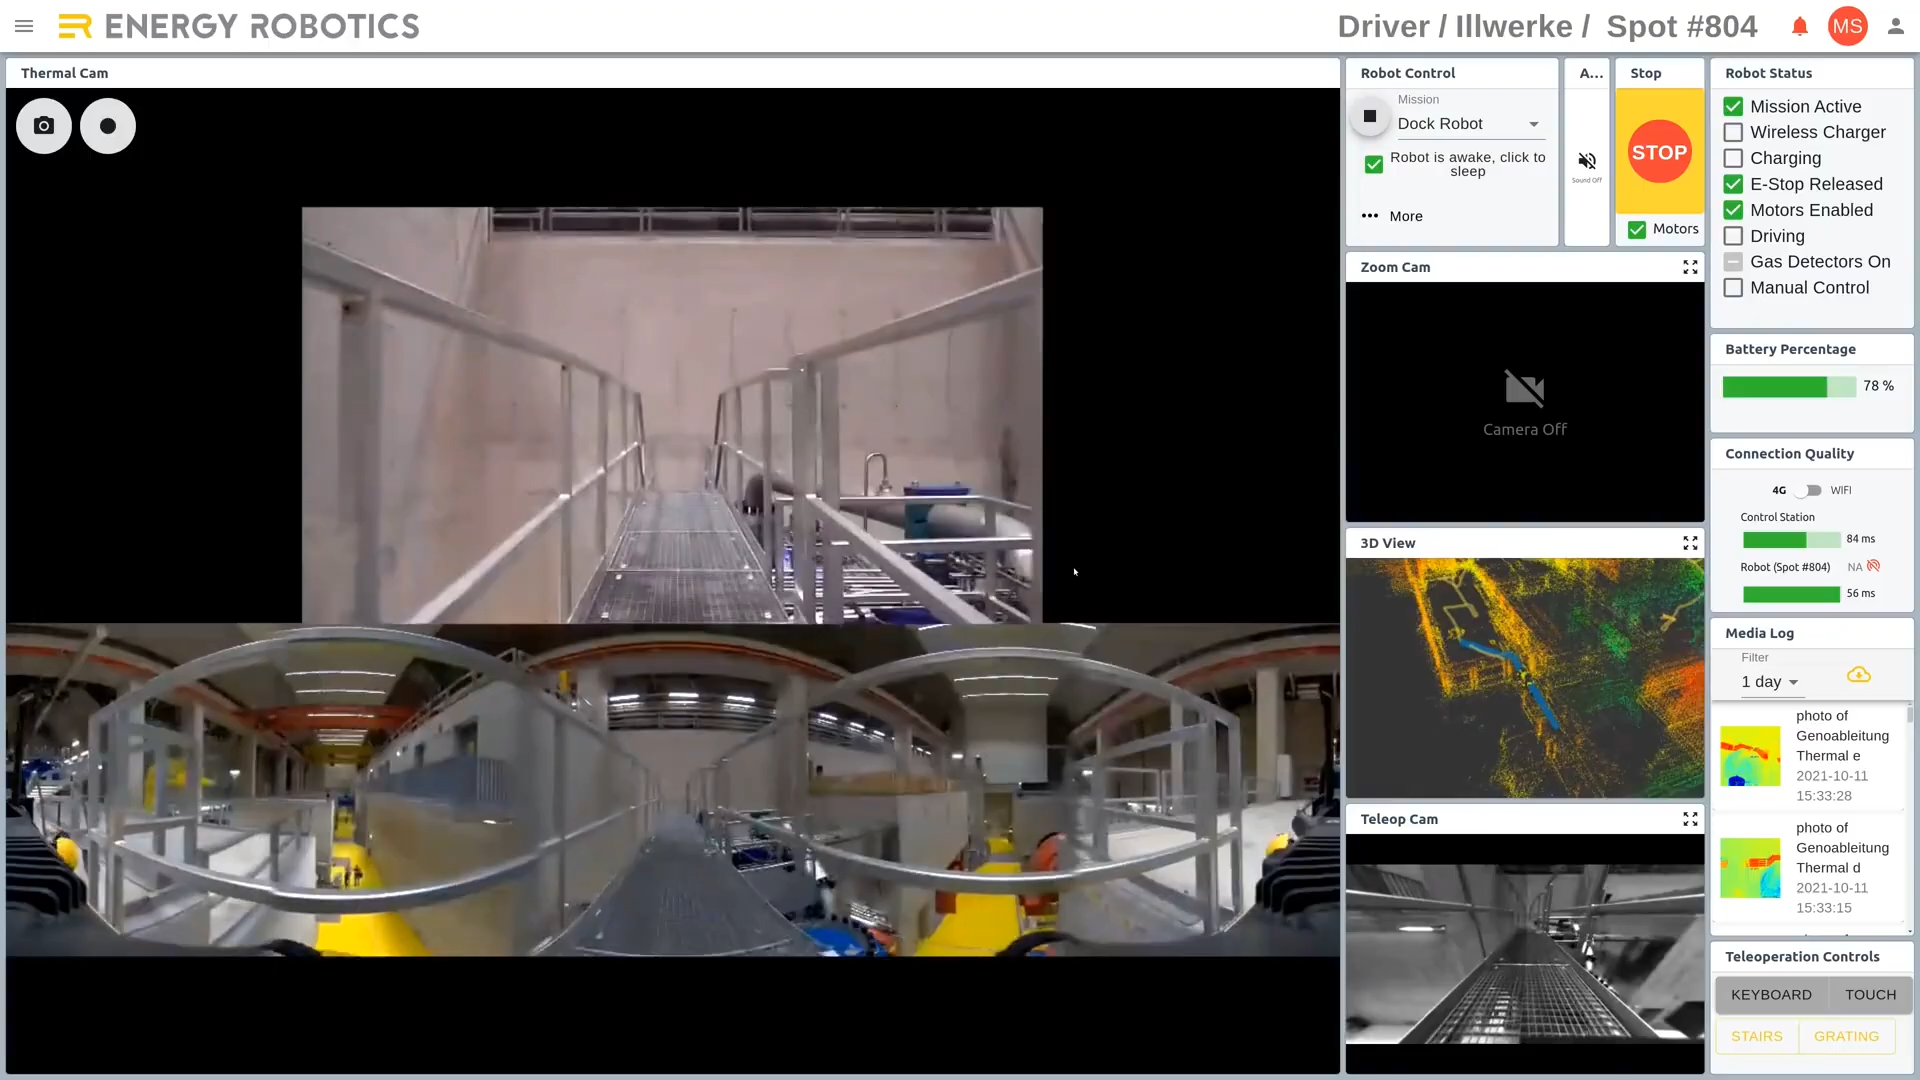 ENERGY ROBOTICS
Driver / Illwerke / Spot #804
MS
Thermal Cam
Robot Control
Mission
Dock Robot
Robot is awake, click to
sleep
More
A...
Sound Off
Stop
STOP
Motors
Robot Status
Mission Active
Wireless Charger
Charging
E-Stop Released
Motors Enabled
Driving
Gas Detectors On
Manual Control
Zoom Cam
Camera Off
Battery Percentage
78 %
Connection Quality
4G WIFI
Control Station
84 ms
Robot (Spot #804) NA
56 ms
3D View
Media Log
Filter
1 day
photo of
Genoableitung
Thermal e
2021-10-11
15:33:28
photo of
Genoableitung
Thermal d
2021-10-11
15:33:15
Teleop Cam
Teleoperation Controls
KEYBOARD TOUCH
STAIRS GRATING